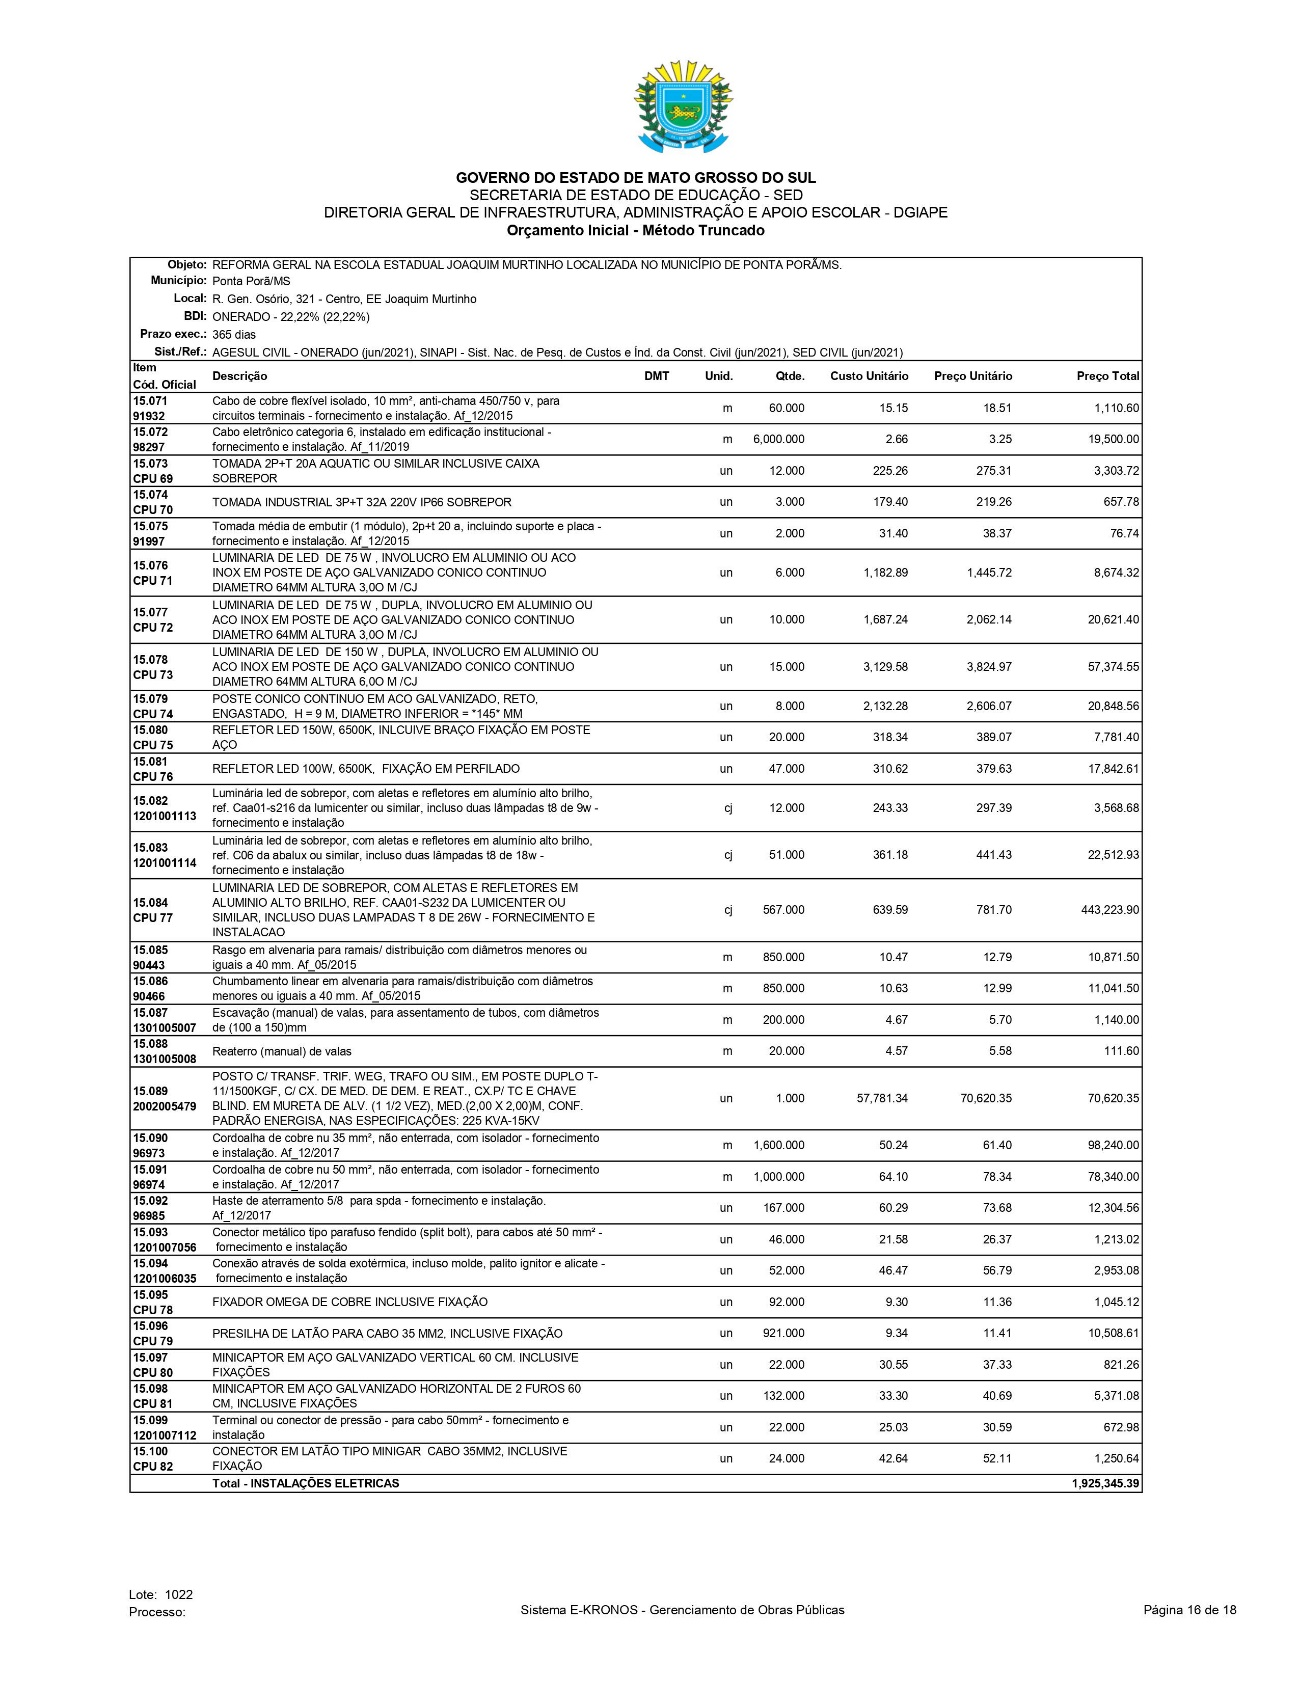 GOVERNO DO ESTADO DE MATO GROSSO DO SUL
SECRETARIA DE ESTADO DE EDUCAÇÃO - SED
DIRETORIA GERAL DE INFRAESTRUTURA, ADMINISTRAÇÃO E APOIO ESCOLAR - DGIAPE
Orçamento Inicial - Método Truncado
Objeto: REFORMA GERAL NA ESCOLA ESTADUAL JOAQUIM MURTINHO LOCALIZADA NO MUNICÍPIO DE PONTA PORÃ/MS.
Município: Ponta Porã/MS
Local: R. Gen. Osório, 321 - Centro, EE Joaquim Murtinho
BDI: ONERADO - 22,22% (22,22%)
Prazo exec.: 365 dias
Sist./Ref.: AGESUL CIVIL - ONERADO (jun/2021), SINAPI - Sist. Nac. de Pesq. de Custos e Índ. da Const. Civil (jun/2021), SED CIVIL (jun/2021)
Item
Cód. Oficial Descrição DMT Unid. Qtde. Custo Unitário Preço Unitário Preço Total
15.071 Cabo de cobre flexível isolado, 10 mm², anti-chama 450/750 v, para
91932 circuitos terminais - fornecimento e instalação. Af_12/2015 m 60.000 15.15 18.51 1,110.60
15.072 Cabo eletrônico categoria 6, instalado em edificação institucional -
98297 fornecimento e instalação. Af_11/2019 m 6,000.000 2.66 3.25 19,500.00
15.073 TOMADA 2P+T 20A AQUATIC OU SIMILAR INCLUSIVE CAIXA
CPU 69 SOBREPOR un 12.000 225.26 275.31 3,303.72
15.074
CPU 70 TOMADA INDUSTRIAL 3P+T 32A 220V IP66 SOBREPOR un 3.000 179.40 219.26 657.78
15.075 Tomada média de embutir (1 módulo), 2p+t 20 a, incluindo suporte e placa -
91997 fornecimento e instalação. Af_12/2015 un 2.000 31.40 38.37 76.74
LUMINARIA DE LED DE 75 W , INVOLUCRO EM ALUMINIO OU ACO
15.076 INOX EM POSTE DE AÇO GALVANIZADO CONICO CONTINUO un 6.000 1,182.89 1,445.72 8,674.32
CPU 71 DIAMETRO 64MM ALTURA 3,0O M /CJ
LUMINARIA DE LED DE 75 W , DUPLA, INVOLUCRO EM ALUMINIO OU
15.077 ACO INOX EM POSTE DE AÇO GALVANIZADO CONICO CONTINUO un 10.000 1,687.24 2,062.14 20,621.40
CPU 72 DIAMETRO 64MM ALTURA 3,0O M /CJ
LUMINARIA DE LED DE 150 W , DUPLA, INVOLUCRO EM ALUMINIO OU
15.078 ACO INOX EM POSTE DE AÇO GALVANIZADO CONICO CONTINUO un 15.000 3,129.58 3,824.97 57,374.55
CPU 73 DIAMETRO 64MM ALTURA 6,0O M /CJ
15.079 POSTE CONICO CONTINUO EM ACO GALVANIZADO, RETO,
CPU 74 ENGASTADO, H = 9 M, DIAMETRO INFERIOR = *145* MM un 8.000 2,132.28 2,606.07 20,848.56
15.080 REFLETOR LED 150W, 6500K, INLCUIVE BRAÇO FIXAÇÃO EM POSTE
CPU 75 AÇO un 20.000 318.34 389.07 7,781.40
15.081
CPU 76 REFLETOR LED 100W, 6500K, FIXAÇÃO EM PERFILADO un 47.000 310.62 379.63 17,842.61
Luminária led de sobrepor, com aletas e refletores em alumínio alto brilho,
15.082 ref. Caa01-s216 da lumicenter ou similar, incluso duas lâmpadas t8 de 9w - cj 12.000 243.33 297.39 3,568.68
1201001113 fornecimento e instalação
Luminária led de sobrepor, com aletas e refletores em alumínio alto brilho,
15.083 ref. C06 da abalux ou similar, incluso duas lâmpadas t8 de 18w - cj 51.000 361.18 441.43 22,512.93
1201001114 fornecimento e instalação
LUMINARIA LED DE SOBREPOR, COM ALETAS E REFLETORES EM
15.084 ALUMINIO ALTO BRILHO, REF. CAA01-S232 DA LUMICENTER OU
CPU 77 SIMILAR, INCLUSO DUAS LAMPADAS T 8 DE 26W - FORNECIMENTO E cj 567.000 639.59 781.70 443,223.90
INSTALACAO
15.085 Rasgo em alvenaria para ramais/ distribuição com diâmetros menores ou
90443 iguais a 40 mm. Af_05/2015 m 850.000 10.47 12.79 10,871.50
15.086 Chumbamento linear em alvenaria para ramais/distribuição com diâmetros
90466 menores ou iguais a 40 mm. Af_05/2015 m 850.000 10.63 12.99 11,041.50
15.087 Escavação (manual) de valas, para assentamento de tubos, com diâmetros
1301005007 de (100 a 150)mm m 200.000 4.67 5.70 1,140.00
15.088
1301005008 Reaterro (manual) de valas m 20.000 4.57 5.58 111.60
POSTO C/ TRANSF. TRIF. WEG, TRAFO OU SIM., EM POSTE DUPLO T-
15.089 11/1500KGF, C/ CX. DE MED. DE DEM. E REAT., CX.P/ TC E CHAVE
2002005479 BLIND. EM MURETA DE ALV. (1 1/2 VEZ), MED.(2,00 X 2,00)M, CONF. un 1.000 57,781.34 70,620.35 70,620.35
PADRÃO ENERGISA, NAS ESPECIFICAÇÕES: 225 KVA-15KV
15.090 Cordoalha de cobre nu 35 mm², não enterrada, com isolador - fornecimento
96973 e instalação. Af_12/2017 m 1,600.000 50.24 61.40 98,240.00
15.091 Cordoalha de cobre nu 50 mm², não enterrada, com isolador - fornecimento
96974 e instalação. Af_12/2017 m 1,000.000 64.10 78.34 78,340.00
15.092 Haste de aterramento 5/8 para spda - fornecimento e instalação.
96985 Af_12/2017 un 167.000 60.29 73.68 12,304.56
15.093 Conector metálico tipo parafuso fendido (split bolt), para cabos até 50 mm² -
1201007056 fornecimento e instalação un 46.000 21.58 26.37 1,213.02
15.094 Conexão através de solda exotérmica, incluso molde, palito ignitor e alicate -
1201006035 fornecimento e instalação un 52.000 46.47 56.79 2,953.08
15.095
CPU 78 FIXADOR OMEGA DE COBRE INCLUSIVE FIXAÇÃO un 92.000 9.30 11.36 1,045.12
15.096
CPU 79 PRESILHA DE LATÃO PARA CABO 35 MM2, INCLUSIVE FIXAÇÃO un 921.000 9.34 11.41 10,508.61
15.097 MINICAPTOR EM AÇO GALVANIZADO VERTICAL 60 CM. INCLUSIVE
CPU 80 FIXAÇÕES un 22.000 30.55 37.33 821.26
15.098 MINICAPTOR EM AÇO GALVANIZADO HORIZONTAL DE 2 FUROS 60
CPU 81 CM, INCLUSIVE FIXAÇÕES un 132.000 33.30 40.69 5,371.08
15.099 Terminal ou conector de pressão - para cabo 50mm² - fornecimento e
1201007112 instalação un 22.000 25.03 30.59 672.98
15.100 CONECTOR EM LATÃO TIPO MINIGAR CABO 35MM2, INCLUSIVE
CPU 82 FIXAÇÃO un 24.000 42.64 52.11 1,250.64
Total - INSTALAÇÕES ELETRICAS 1,925,345.39
Lote: 1022
Processo:
Sistema E-KRONOS - Gerenciamento de Obras Públicas
Página 16 de 18